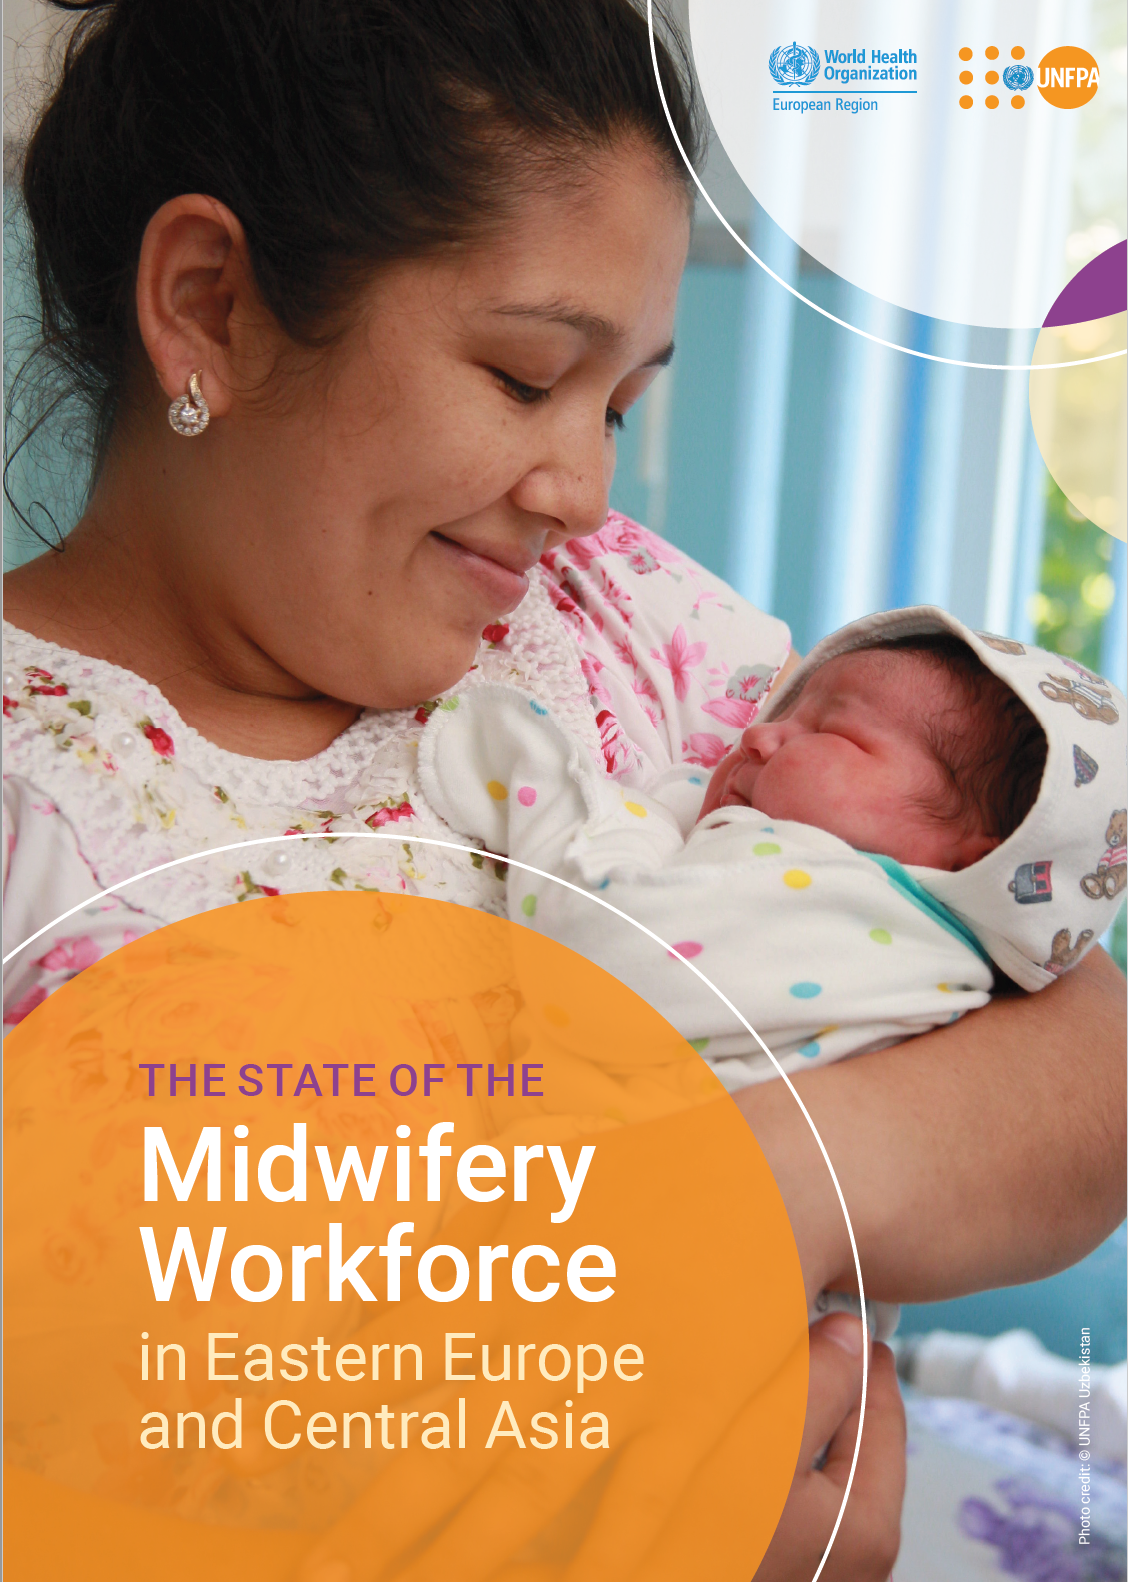 World Health
Organization
European Region
UNFPA
THE STATE OF THE
Midwifery
Workforce
in Eastern Europe
and Central Asia
Photo credit: © UNFPA Uzbekistan